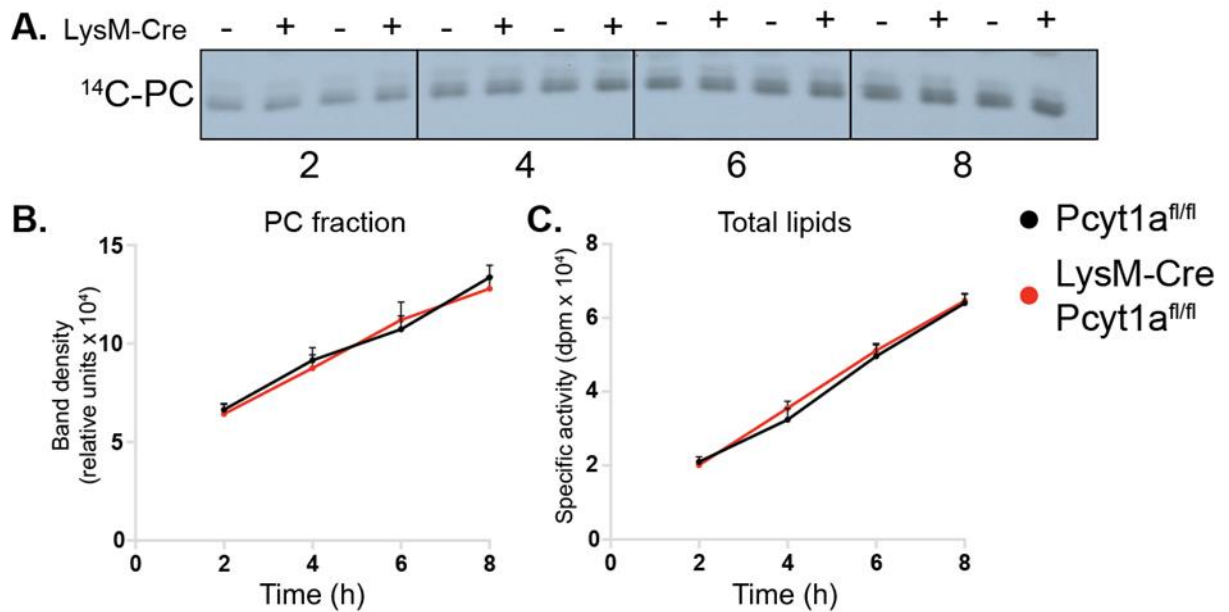 A. LysM-Cre - + - + - + - + - + - + - + - +
¹⁴C-PC
2 4 6 8
B. PC fraction
Band density
(relative units x 10⁴)
15
10
5
0
0 2 4 6 8
Time (h)
C. Total lipids
Specific activity (dpm x 10⁴)
8
6
4
2
0
0 2 4 6 8
Time (h)
Pcyt1aᶠˡ/ᶠˡ
LysM-Cre
Pcyt1aᶠˡ/ᶠˡ